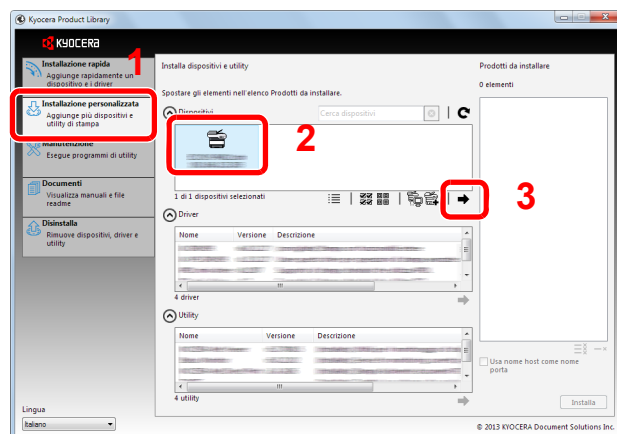 Kyocera Product Library
KYOCERA
1
Installazione rapida
Aggiunge rapidamente un
dispositivo e i driver
Installazione personalizzata
Aggiunge più dispositivi e
utility di stampa
Manutenzione
Esegue programmi di utility
Documenti
Visualizza manuali e file
readme
Disinstalla
Rimuove dispositivi, driver e
utility
Lingua
Italiano
Installa dispositivi e utility
Spostare gli elementi nell'elenco Prodotti da installare.
Dispositivi
Cerca dispositivi
2
1 di 1 dispositivi selezionati
3
Driver
Nome Versione Descrizione
4 driver
Utility
Nome Versione Descrizione
4 utility
Prodotti da installare
0 elementi
Usa nome host come nome
porta
Installa
© 2013 KYOCERA Document Solutions Inc.